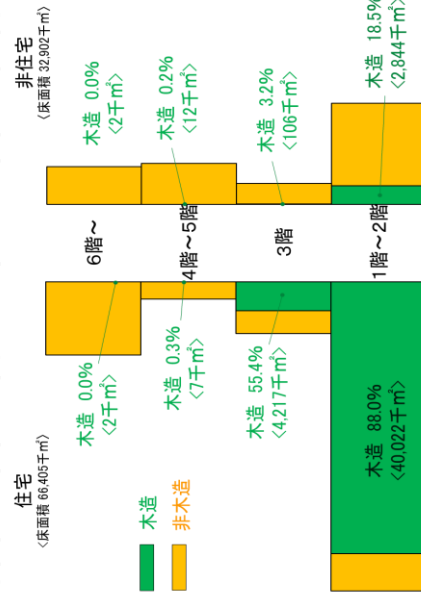 住宅
〈床面積 66,405千㎡〉
非住宅
〈床面積 32,902千㎡〉
木造
非木造
6階～
4階～5階
3階
1階～2階
木造 0.0%
〈2千㎡〉
木造 0.3%
〈7千㎡〉
木造 55.4%
〈4,217千㎡〉
木造 88.0%
〈40,022千㎡〉
木造 0.0%
〈2千㎡〉
木造 0.2%
〈12千㎡〉
木造 3.2%
〈106千㎡〉
木造 18.5%
〈2,844千㎡〉